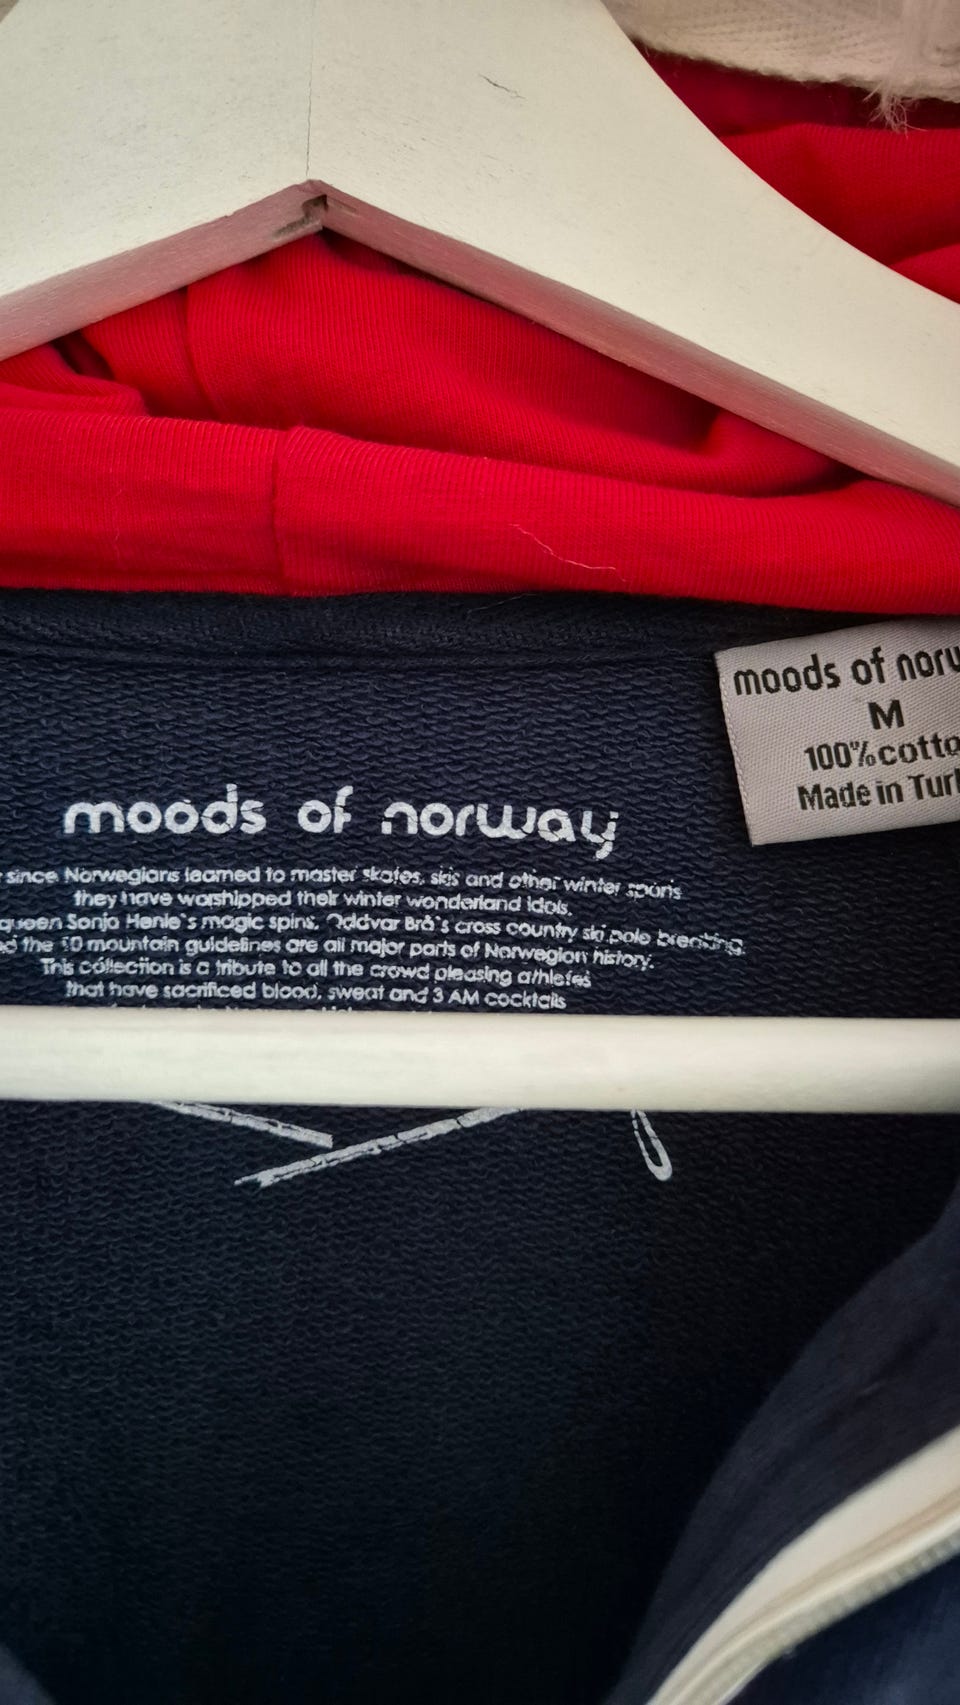 moods of norw
M
100% cotto
Made in Turk
moods of norway
since Norwegians learned to master skates, skis and other winter sports
they have worshipped their winter wonderland idols.
queen Sonja Henie's magic spins, Oddvar Brå's cross country ski pole breaking,
the 10 mountain guidelines are all major parts of Norwegian history.
This collection is a tribute to all the crowd pleasing athletes
that have sacrificed blood, sweat and 3 AM cocktails